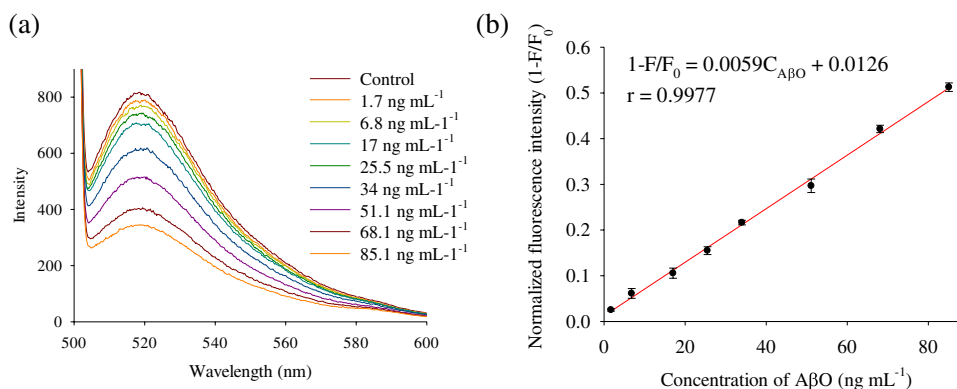 (a)
Intensity
800
600
400
200
0
500
520
540
560
580
600
Wavelength (nm)
Control
1.7 ng mL⁻¹
6.8 ng mL-1⁻¹
17 ng mL-1⁻¹
25.5 ng mL-1⁻¹
34 ng mL-1⁻¹
51.1 ng mL-1⁻¹
68.1 ng mL-1⁻¹
85.1 ng mL-1⁻¹
(b)
Normalized fluorescence intensity (1-F/F₀)
0.6
0.5
0.4
0.3
0.2
0.1
0.0
0
20
40
60
80
Concentration of AβO (ng mL⁻¹)
1-F/F₀ = 0.0059C_AβO + 0.0126
r = 0.9977